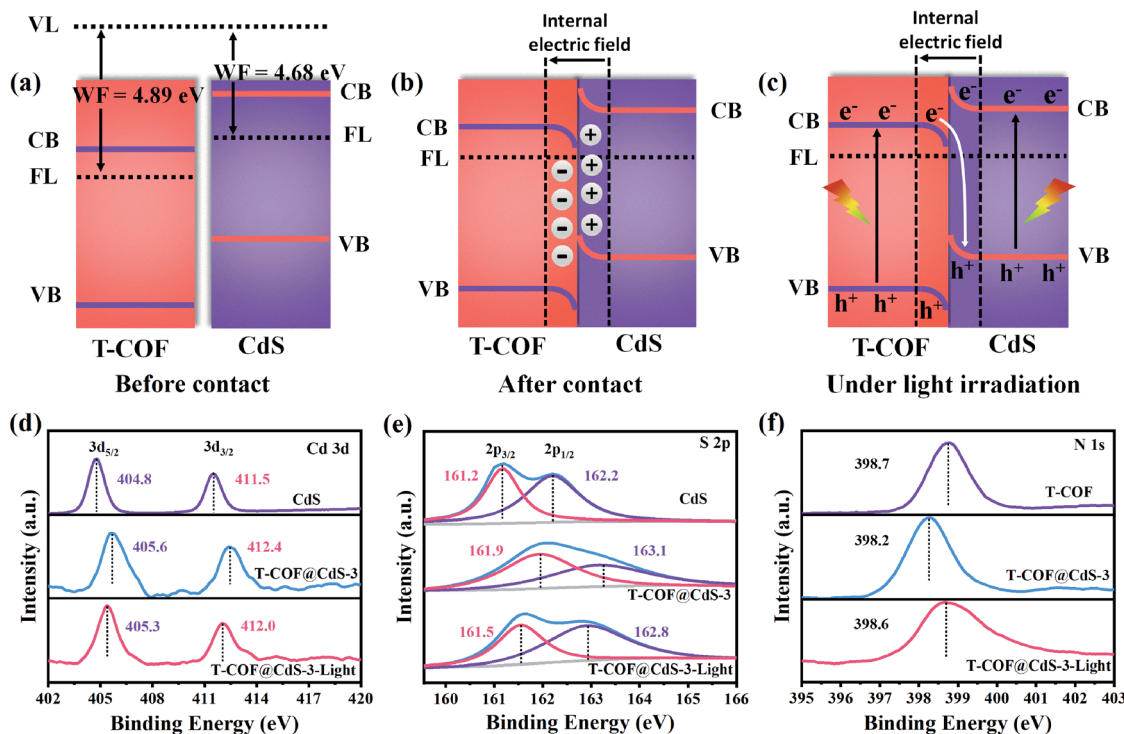 VL
(a)
WF = 4.89 eV
WF = 4.68 eV
CB
CB
FL
FL
VB
VB
T-COF
CdS
Before contact
(b)
Internal
electric field
CB
CB
FL
+
+
+
+
-
-
-
-
VB
VB
T-COF
CdS
After contact
(c)
Internal
electric field
CB
e⁻ e⁻ e⁻
e⁻ e⁻ e⁻
CB
FL
VB
VB
h⁺ h⁺ h⁺
h⁺ h⁺ h⁺
T-COF
CdS
Under light irradiation
(d)
Cd 3d
3d5/2
3d3/2
404.8
411.5
CdS
405.6
412.4
T-COF@CdS-3
405.3
412.0
T-COF@CdS-3-Light
Intensity (a.u.)
402 405 408 411 414 417 420
Binding Energy (eV)
(e)
S 2p
2p3/2
2p1/2
161.2
162.2
CdS
161.9
163.1
T-COF@CdS-3
161.5
162.8
T-COF@CdS-3-Light
Intensity (a.u.)
160 161 162 163 164 165 166
Binding Energy (eV)
(f)
N 1s
398.7
T-COF
398.2
T-COF@CdS-3
398.6
T-COF@CdS-3-Light
Intensity (a.u.)
395 396 397 398 399 400 401 402 403
Binding Energy (eV)